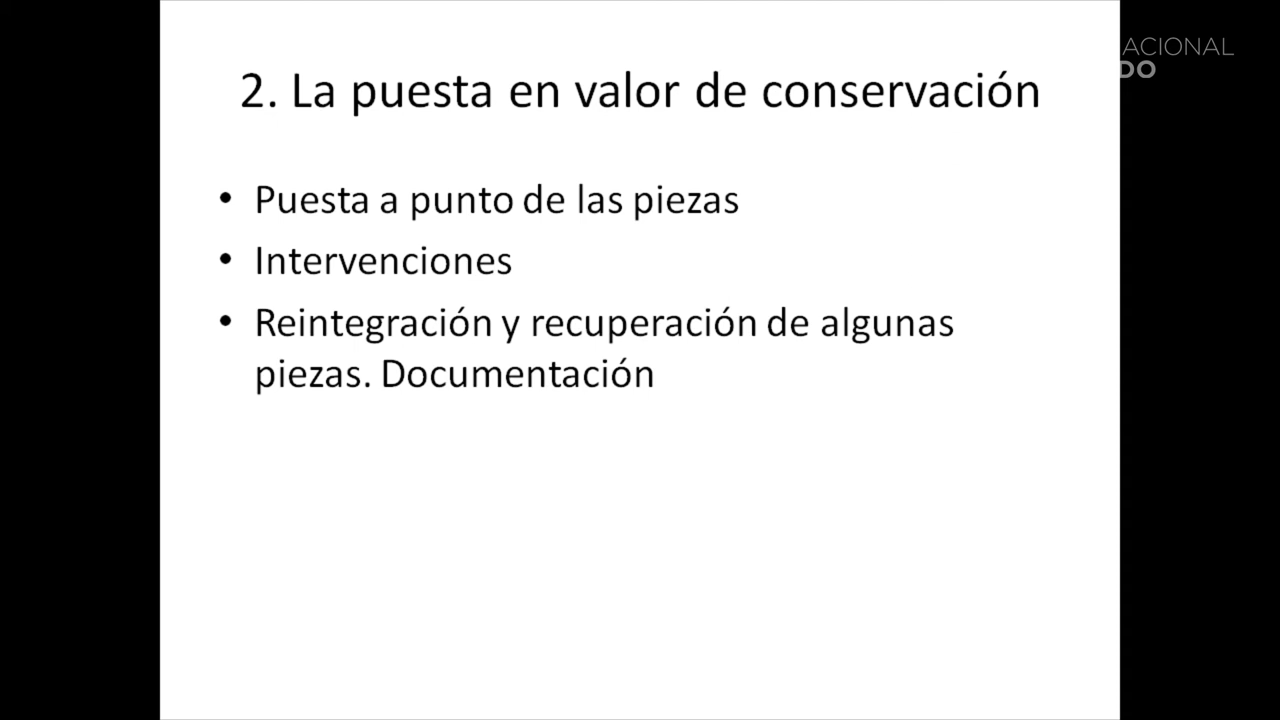 ACIONAL
DO
2. La puesta en valor de conservación
• Puesta a punto de las piezas
• Intervenciones
• Reintegración y recuperación de algunas
piezas. Documentación